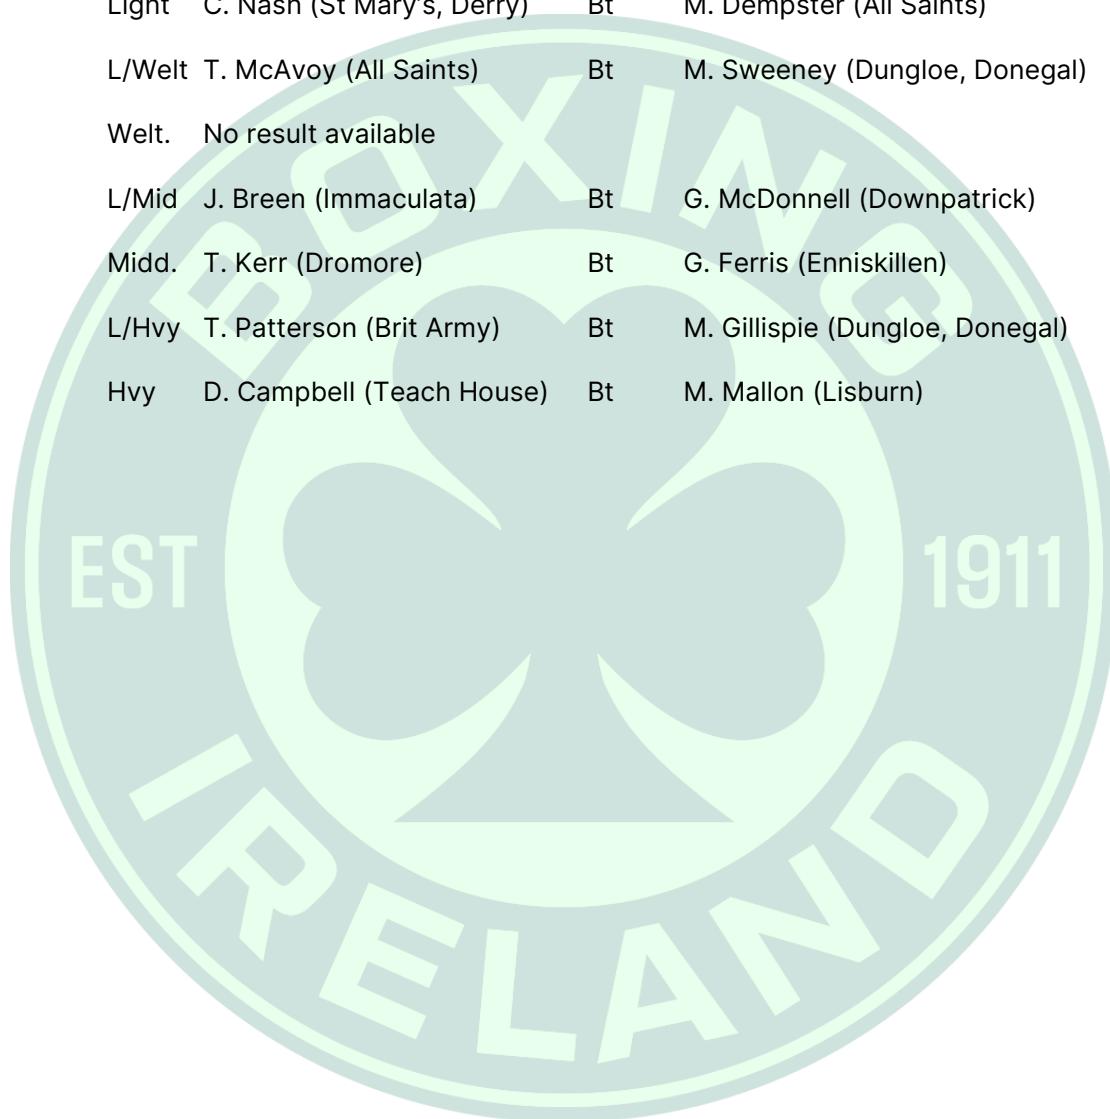 Light C. Nash (St Mary's, Derry) Bt M. Dempster (All Saints)
L/Welt T. McAvoy (All Saints) Bt M. Sweeney (Dungloe, Donegal)
Welt. No result available
L/Mid J. Breen (Immaculata) Bt G. McDonnell (Downpatrick)
Midd. T. Kerr (Dromore) Bt G. Ferris (Enniskillen)
L/Hvy T. Patterson (Brit Army) Bt M. Gillispie (Dungloe, Donegal)
Hvy D. Campbell (Teach House) Bt M. Mallon (Lisburn)
BOXING
EST 1911
IRELAND